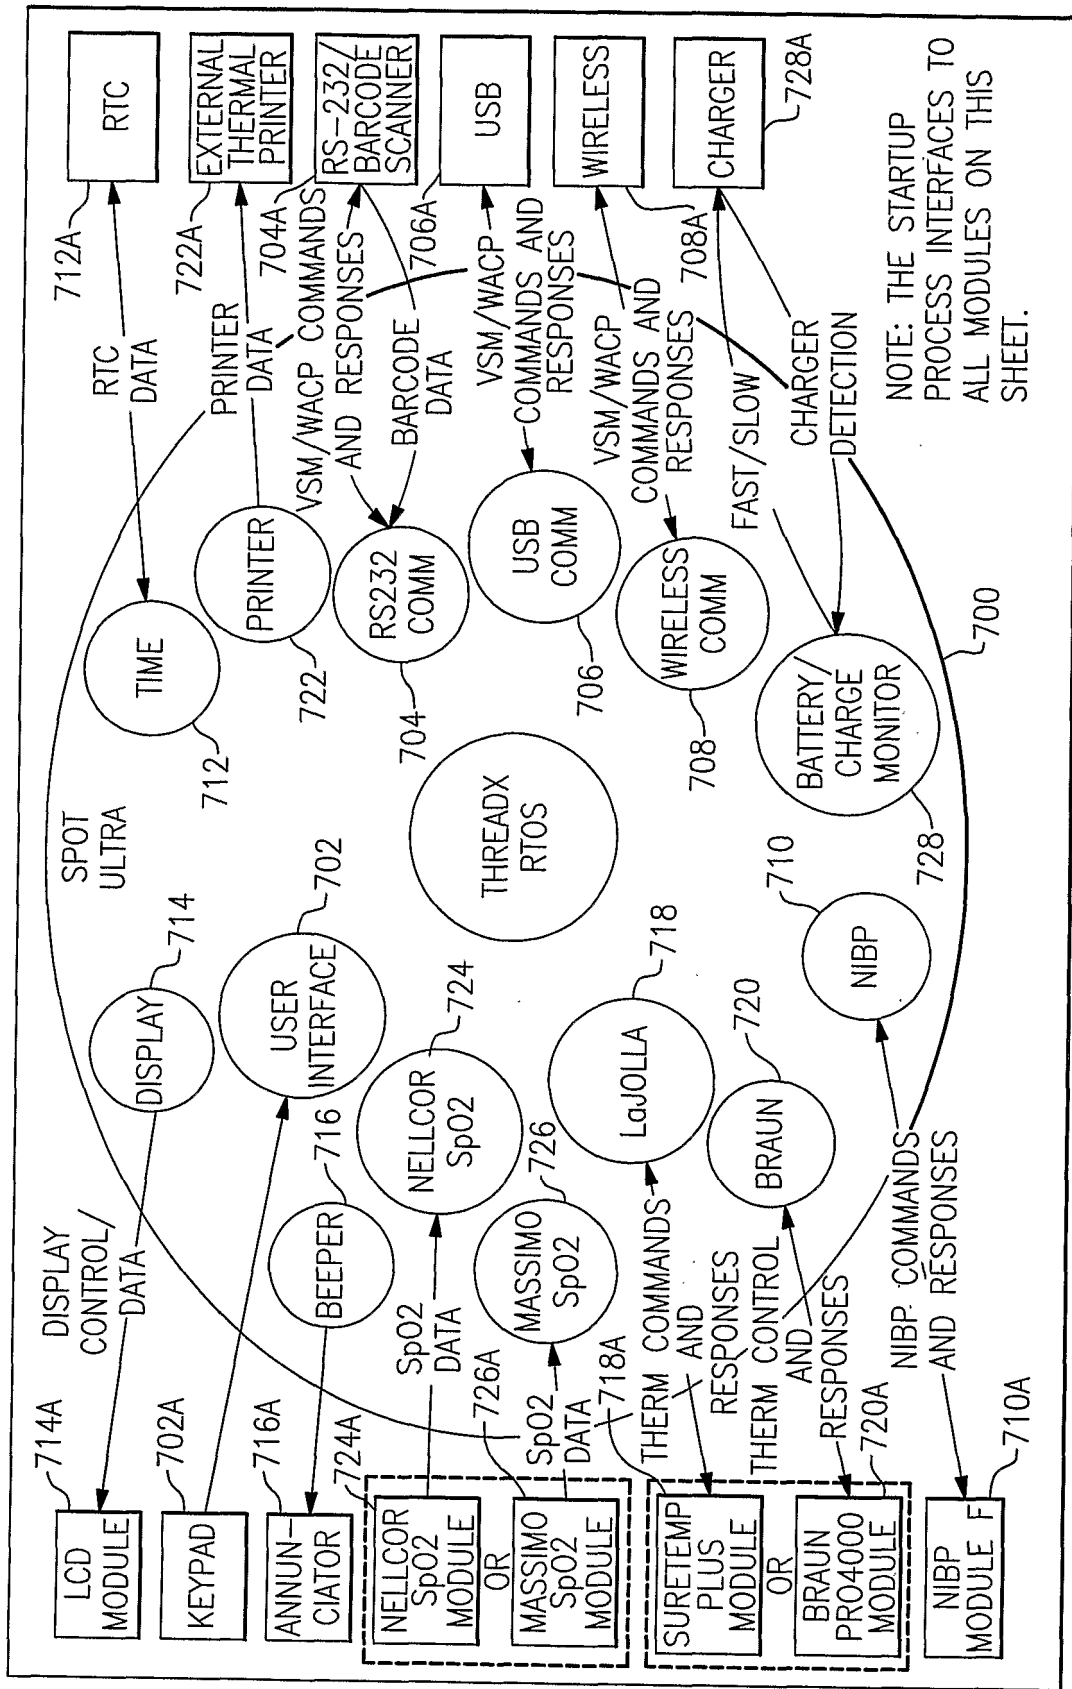 714A
LCD
MODULE
702A
KEYPAD
716A
ANNUN-
CIATOR
724A
NELLCOR
SpO2
MODULE
OR
726A
MASSIMO
SpO2
MODULE
718A
SURETEMP
PLUS
MODULE
OR
BRAUN
PRO4000
MODULE
720A
NIBP
MODULE F
710A
DISPLAY
CONTROL/
DATA
SpO2
DATA
SpO2
DATA
THERM COMMANDS
AND
RESPONSES
THERM CONTROL
AND
RESPONSES
NIBP COMMANDS
AND RESPONSES
SPOT
ULTRA
DISPLAY
714
USER
INTERFACE
702
BEEPER
716
NELLCOR
SpO2
724
MASSIMO
SpO2
726
LaJOLLA
718
BRAUN
720
NIBP
710
THREADX
RTOS
TIME
712
PRINTER
722
RS232
COMM
704
USB
COMM
706
WIRELESS
COMM
708
BATTERY/
CHARGE
MONITOR
728
700
RTC
DATA
PRINTER
DATA
VSM/WACP COMMANDS
AND RESPONSES
BARCODE
DATA
VSM/WACP
COMMANDS AND
RESPONSES
VSM/WACP
COMMANDS AND
RESPONSES
FAST/SLOW
CHARGER
DETECTION
712A
RTC
722A
EXTERNAL
THERMAL
PRINTER
704A
RS-232/
BARCODE
SCANNER
706A
USB
WIRELESS
708A
CHARGER
728A
NOTE: THE STARTUP
PROCESS INTERFACES TO
ALL MODULES ON THIS
SHEET.